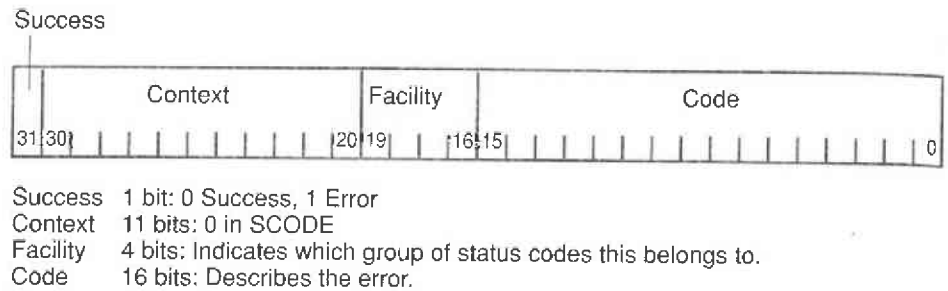 Success
Context Facility Code
31 30 20 19 16 15 0
Success 1 bit: 0 Success, 1 Error
Context 11 bits: 0 in SCODE
Facility 4 bits: Indicates which group of status codes this belongs to.
Code 16 bits: Describes the error.